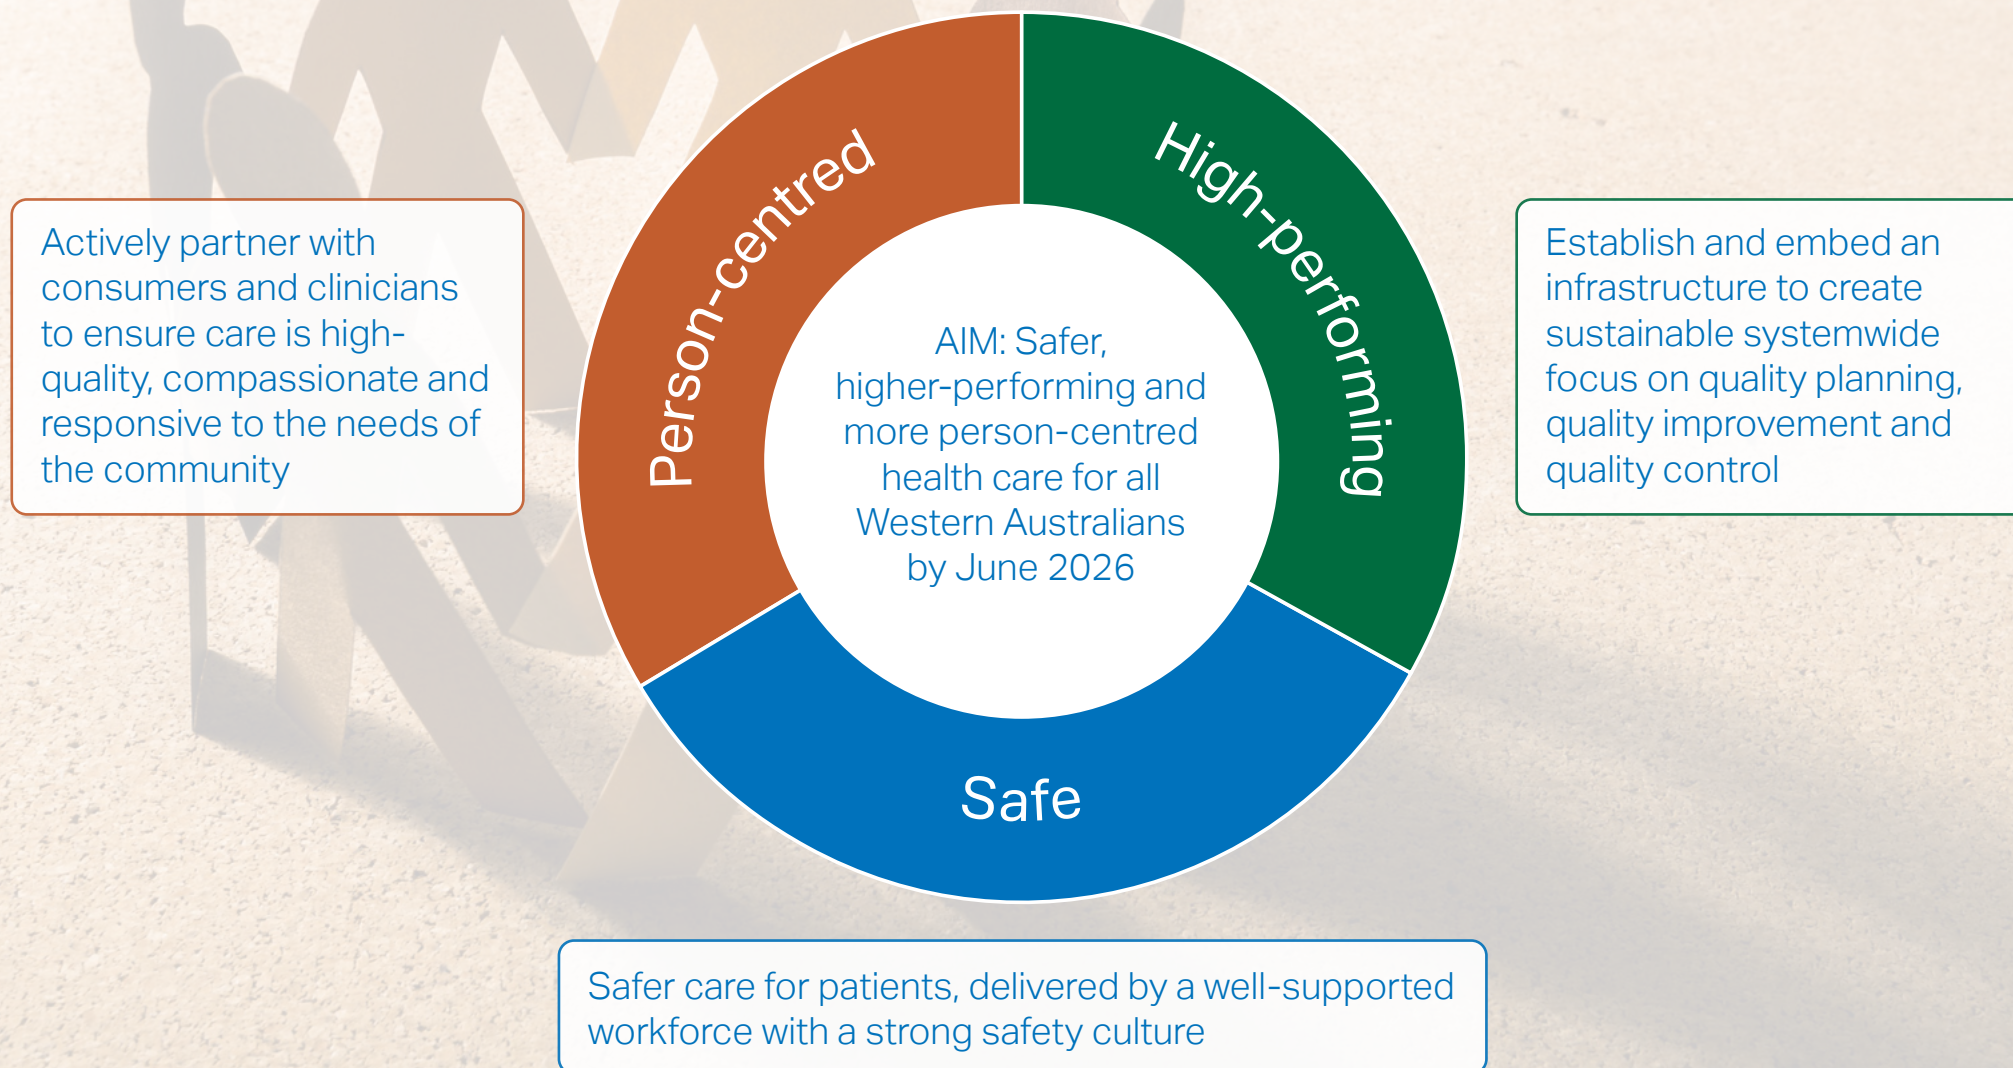 Person-centred
High-performing
Actively partner with
consumers and clinicians
to ensure care is high-
quality, compassionate and
responsive to the needs of
the community
AIM: Safer,
higher-performing and
more person-centred
health care for all
Western Australians
by June 2026
Establish and embed an
infrastructure to create
sustainable systemwide
focus on quality planning,
quality improvement and
quality control
Safe
Safer care for patients, delivered by a well-supported
workforce with a strong safety culture